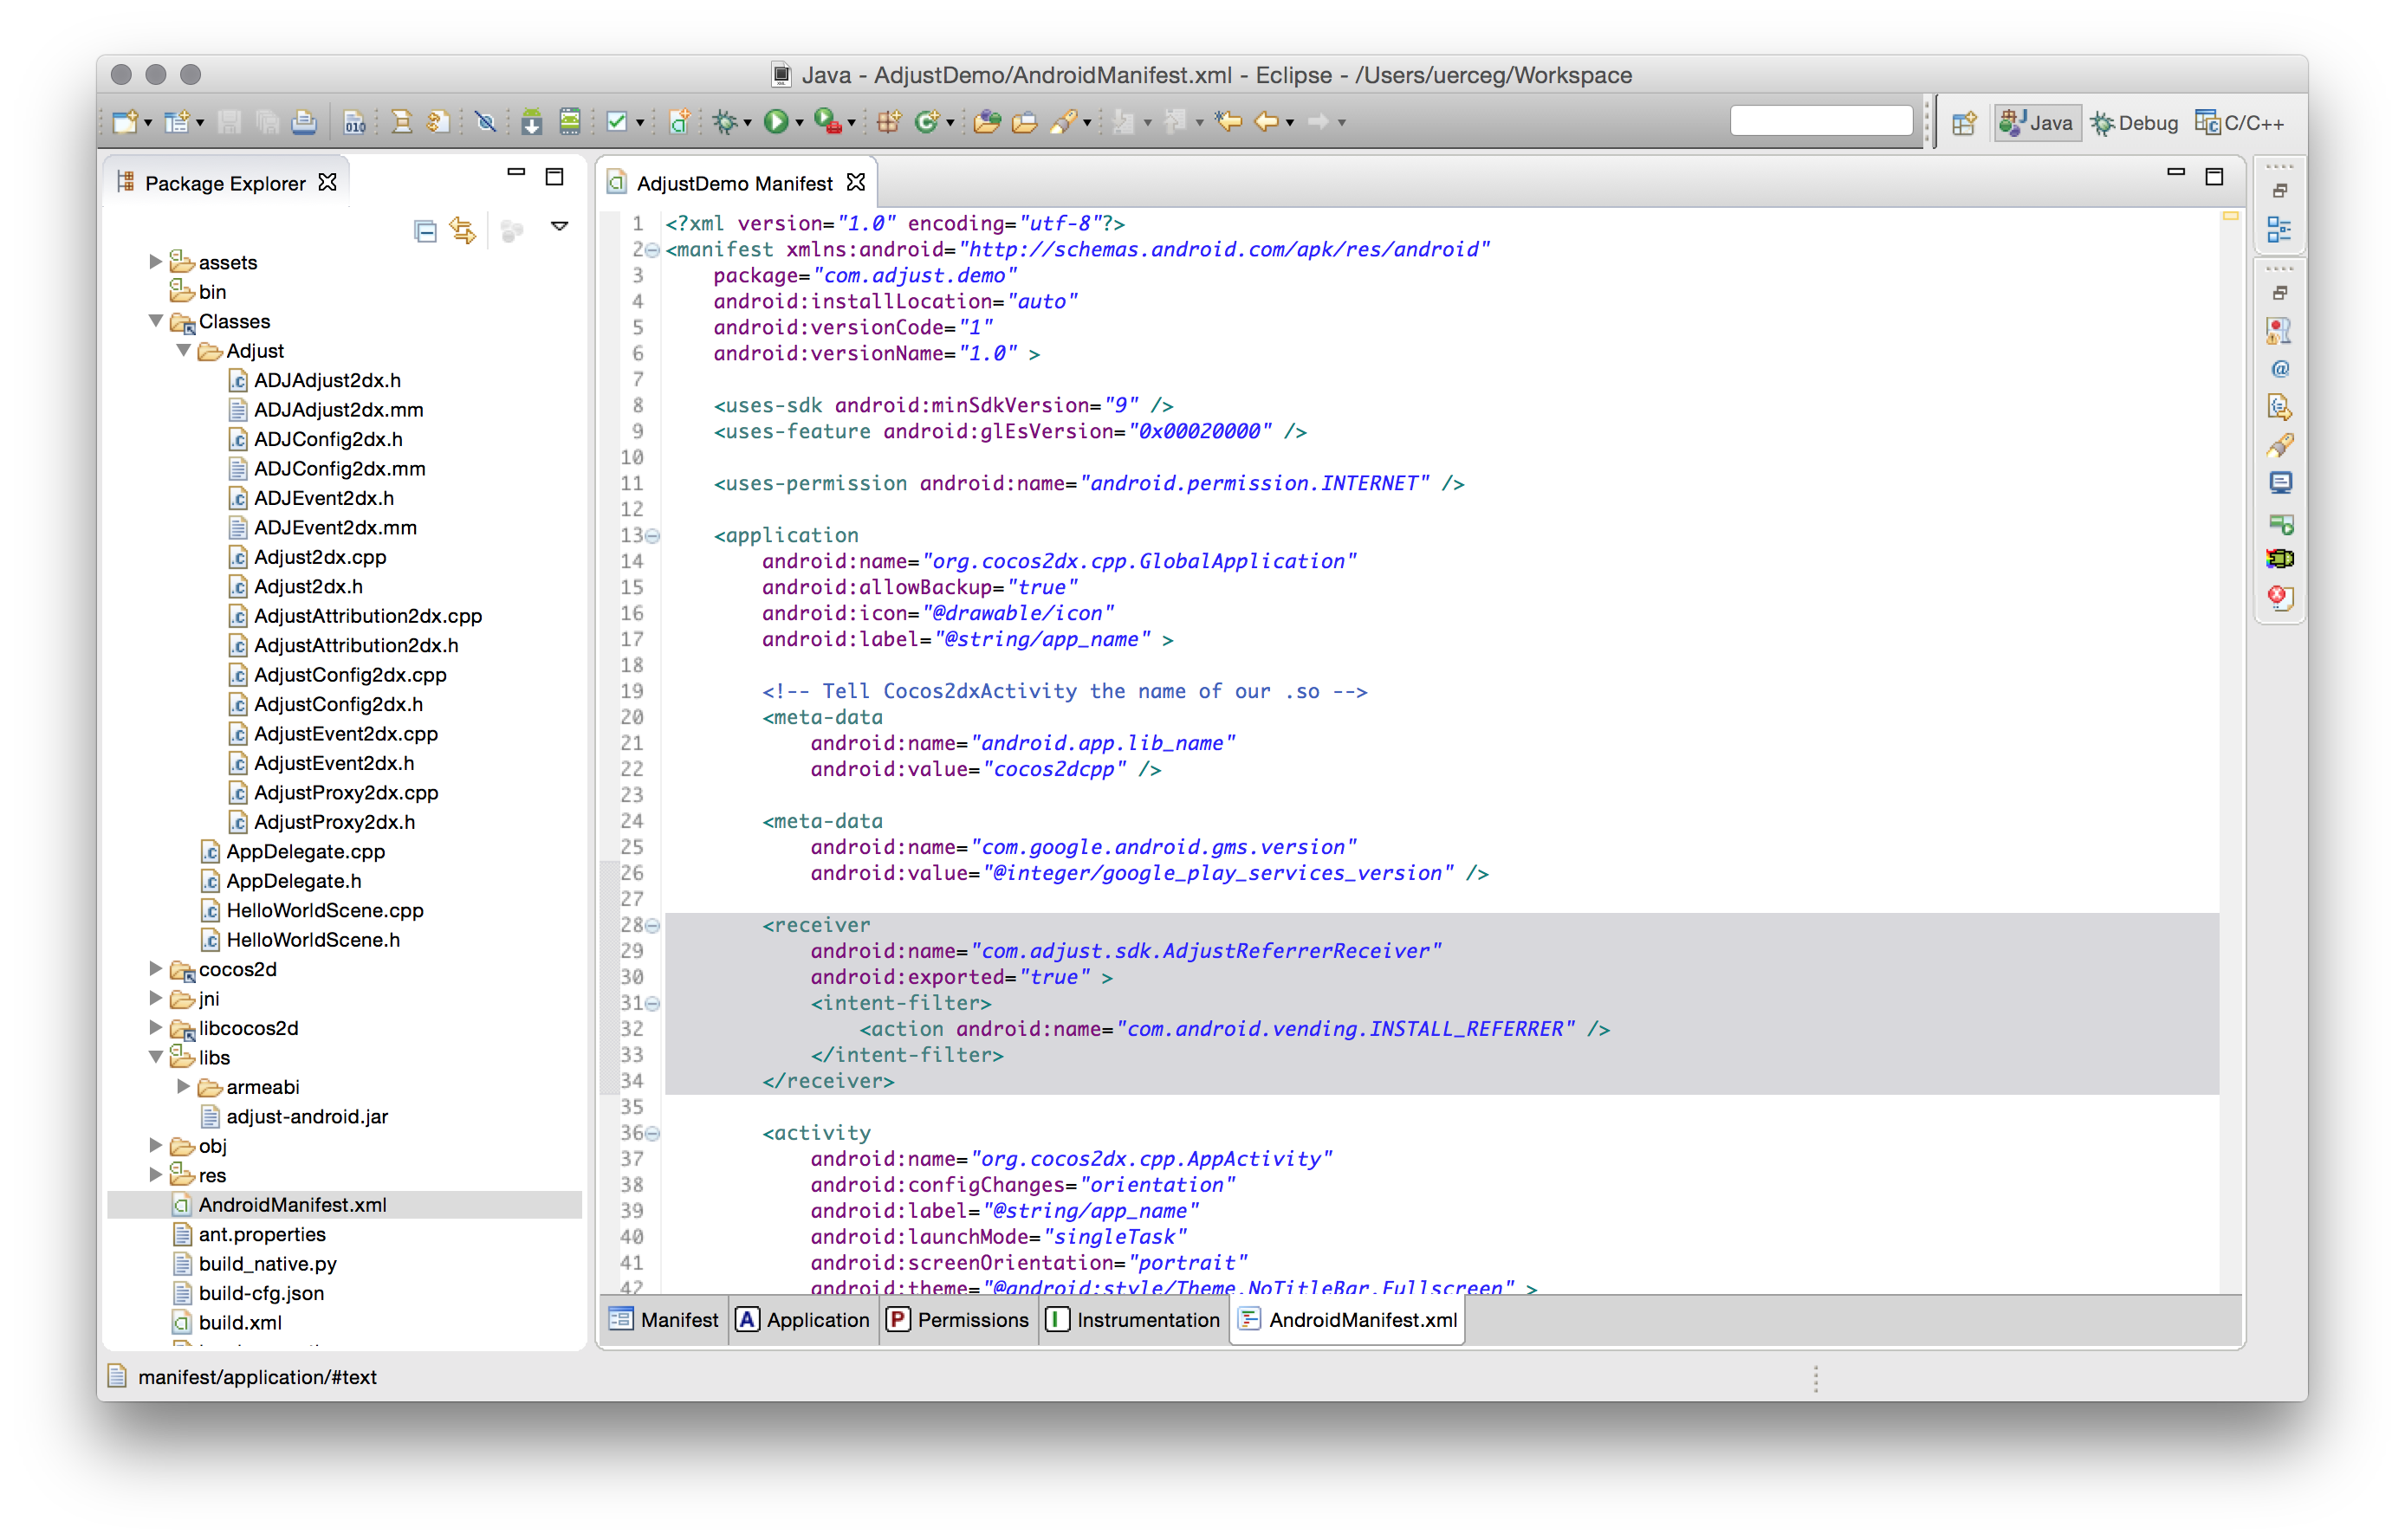 Java - AdjustDemo/AndroidManifest.xml - Eclipse - /Users/uerceg/Workspace
Java
Debug
C/C++
Package Explorer
assets
bin
Classes
Adjust
ADJAdjust2dx.h
ADJAdjust2dx.mm
ADJConfig2dx.h
ADJConfig2dx.mm
ADJEvent2dx.h
ADJEvent2dx.mm
Adjust2dx.cpp
Adjust2dx.h
AdjustAttribution2dx.cpp
AdjustAttribution2dx.h
AdjustConfig2dx.cpp
AdjustConfig2dx.h
AdjustEvent2dx.cpp
AdjustEvent2dx.h
AdjustProxy2dx.cpp
AdjustProxy2dx.h
AppDelegate.cpp
AppDelegate.h
HelloWorldScene.cpp
HelloWorldScene.h
cocos2d
jni
libcocos2d
libs
armeabi
adjust-android.jar
obj
res
AndroidManifest.xml
ant.properties
build_native.py
build-cfg.json
build.xml
AdjustDemo Manifest
1 <?xml version="1.0" encoding="utf-8"?>
2 <manifest xmlns:android="http://schemas.android.com/apk/res/android"
3 package="com.adjust.demo"
4 android:installLocation="auto"
5 android:versionCode="1"
6 android:versionName="1.0" >
7
8 <uses-sdk android:minSdkVersion="9" />
9 <uses-feature android:glEsVersion="0x00020000" />
10
11 <uses-permission android:name="android.permission.INTERNET" />
12
13 <application
14 android:name="org.cocos2dx.cpp.GlobalApplication"
15 android:allowBackup="true"
16 android:icon="@drawable/icon"
17 android:label="@string/app_name" >
18
19 <!-- Tell Cocos2dxActivity the name of our .so -->
20 <meta-data
21 android:name="android.app.lib_name"
22 android:value="cocos2dcpp" />
23
24 <meta-data
25 android:name="com.google.android.gms.version"
26 android:value="@integer/google_play_services_version" />
27
28 <receiver
29 android:name="com.adjust.sdk.AdjustReferrerReceiver"
30 android:exported="true" >
31 <intent-filter>
32 <action android:name="com.android.vending.INSTALL_REFERRER" />
33 </intent-filter>
34 </receiver>
35
36 <activity
37 android:name="org.cocos2dx.cpp.AppActivity"
38 android:configChanges="orientation"
39 android:label="@string/app_name"
40 android:launchMode="singleTask"
41 android:screenOrientation="portrait"
42 android:theme="@android:style/Theme.NoTitleBar.Fullscreen" >
Manifest
Application
Permissions
Instrumentation
AndroidManifest.xml
manifest/application/#text